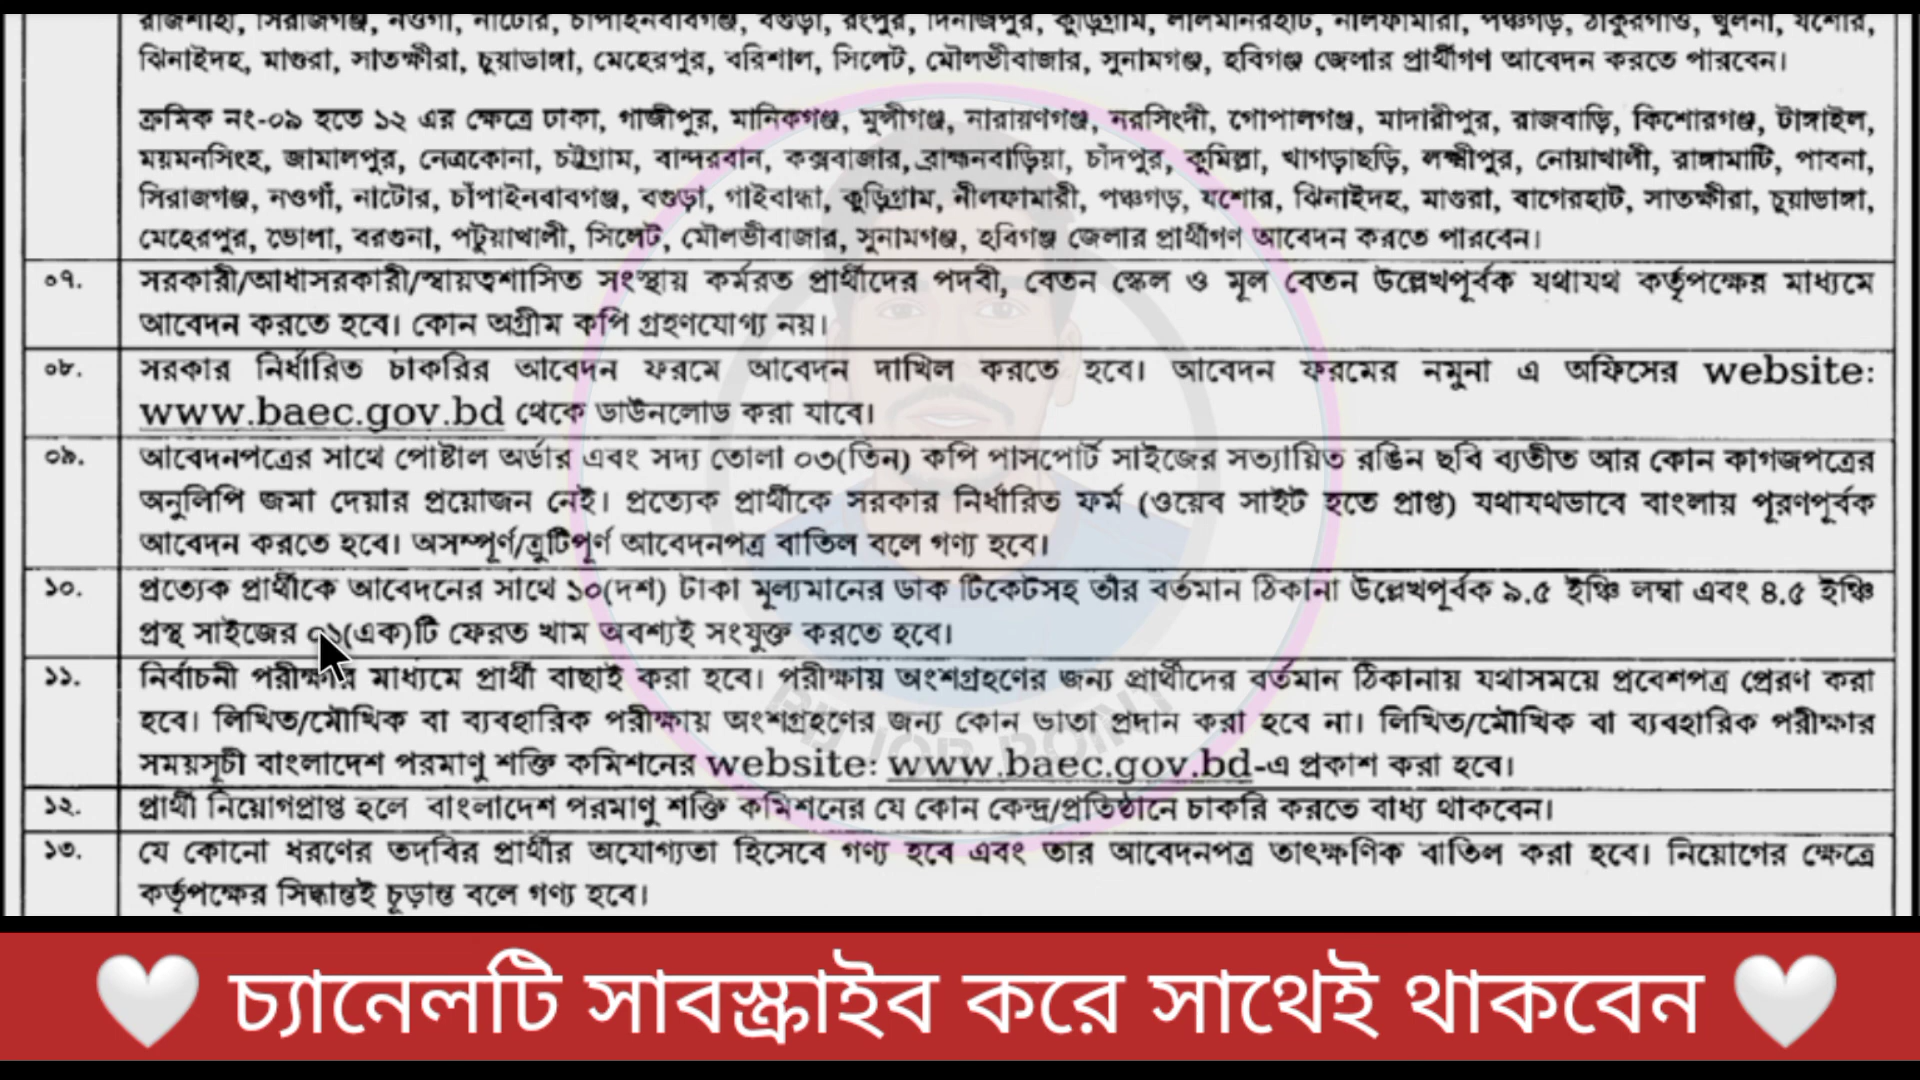 রাজশাহী, সিরাজগঞ্জ, নওগাঁ, নাটোর, চাঁপাইনবাবগঞ্জ, বগুড়া, রংপুর, দিনাজপুর, কুড়িগ্রাম, লালমনিরহাট, নীলফামারী, পঞ্চগড়, ঠাকুরগাঁও, খুলনা, যশোর,
ঝিনাইদহ, মাগুরা, সাতক্ষীরা, চুয়াডাঙ্গা, মেহেরপুর, বরিশাল, সিলেট, মৌলভীবাজার, সুনামগঞ্জ, হবিগঞ্জ জেলার প্রার্থীগণ আবেদন করতে পারবেন।
ক্রমিক নং-০৯ হতে ১২ এর ক্ষেত্রে ঢাকা, গাজীপুর, মানিকগঞ্জ, মুন্সীগঞ্জ, নারায়ণগঞ্জ, নরসিংদী, গোপালগঞ্জ, মাদারীপুর, রাজবাড়ি, কিশোরগঞ্জ, টাঙ্গাইল,
ময়মনসিংহ, জামালপুর, নেত্রকোনা, চট্টগ্রাম, বান্দরবান, কক্সবাজার, ব্রাহ্মনবাড়িয়া, চাঁদপুর, কুমিল্লা, খাগড়াছড়ি, লক্ষ্মীপুর, নোয়াখালী, রাঙ্গামাটি, পাবনা,
সিরাজগঞ্জ, নওগাঁ, নাটোর, চাঁপাইনবাবগঞ্জ, বগুড়া, গাইবান্ধা, কুড়িগ্রাম, নীলফামারী, পঞ্চগড়, যশোর, ঝিনাইদহ, মাগুরা, বাগেরহাট, সাতক্ষীরা, চুয়াডাঙ্গা,
মেহেরপুর, ভোলা, বরগুনা, পটুয়াখালী, সিলেট, মৌলভীবাজার, সুনামগঞ্জ, হবিগঞ্জ জেলার প্রার্থীগণ আবেদন করতে পারবেন।
০৭. সরকারী/আধাসরকারী/স্বায়ত্বশাসিত সংস্থায় কর্মরত প্রার্থীদের পদবী, বেতন স্কেল ও মূল বেতন উল্লেখপূর্বক যথাযথ কর্তৃপক্ষের মাধ্যমে
আবেদন করতে হবে। কোন অগ্রীম কপি গ্রহণযোগ্য নয়।
০৮. সরকার নির্ধারিত চাকরির আবেদন ফরমে আবেদন দাখিল করতে হবে। আবেদন ফরমের নমুনা এ অফিসের website:
www.baec.gov.bd থেকে ডাউনলোড করা যাবে।
০৯. আবেদনপত্রের সাথে পোষ্টাল অর্ডার এবং সদ্য তোলা ০৩(তিন) কপি পাসপোর্ট সাইজের সত্যায়িত রঙিন ছবি ব্যতীত আর কোন কাগজপত্রের
অনুলিপি জমা দেয়ার প্রয়োজন নেই। প্রত্যেক প্রার্থীকে সরকার নির্ধারিত ফর্ম (ওয়েব সাইট হতে প্রাপ্ত) যথাযথভাবে বাংলায় পূরণপূর্বক
আবেদন করতে হবে। অসম্পূর্ণ/ত্রুটিপূর্ণ আবেদনপত্র বাতিল বলে গণ্য হবে।
১০. প্রত্যেক প্রার্থীকে আবেদনের সাথে ১০(দশ) টাকা মূল্যমানের ডাক টিকেটসহ তাঁর বর্তমান ঠিকানা উল্লেখপূর্বক ৯.৫ ইঞ্চি লম্বা এবং ৪.৫ ইঞ্চি
প্রস্থ সাইজের ০১(এক)টি ফেরত খাম অবশ্যই সংযুক্ত করতে হবে।
১১. নির্বাচনী পরীক্ষার মাধ্যমে প্রার্থী বাছাই করা হবে। পরীক্ষায় অংশগ্রহণের জন্য প্রার্থীদের বর্তমান ঠিকানায় যথাসময়ে প্রবেশপত্র প্রেরণ করা
হবে। লিখিত/মৌখিক বা ব্যবহারিক পরীক্ষায় অংশগ্রহণের জন্য কোন ভাতা প্রদান করা হবে না। লিখিত/মৌখিক বা ব্যবহারিক পরীক্ষার
সময়সূচী বাংলাদেশ পরমাণু শক্তি কমিশনের website: www.baec.gov.bd-এ প্রকাশ করা হবে।
১২. প্রার্থী নিয়োগপ্রাপ্ত হলে বাংলাদেশ পরমাণু শক্তি কমিশনের যে কোন কেন্দ্র/প্রতিষ্ঠানে চাকরি করতে বাধ্য থাকবেন।
১৩. যে কোনো ধরণের তদবির প্রার্থীর অযোগ্যতা হিসেবে গণ্য হবে এবং তার আবেদনপত্র তাৎক্ষণিক বাতিল করা হবে। নিয়োগের ক্ষেত্রে
কর্তৃপক্ষের সিদ্ধান্তই চূড়ান্ত বলে গণ্য হবে।
JOB POINT
চ্যানেলটি সাবস্ক্রাইব করে সাথেই থাকবেন